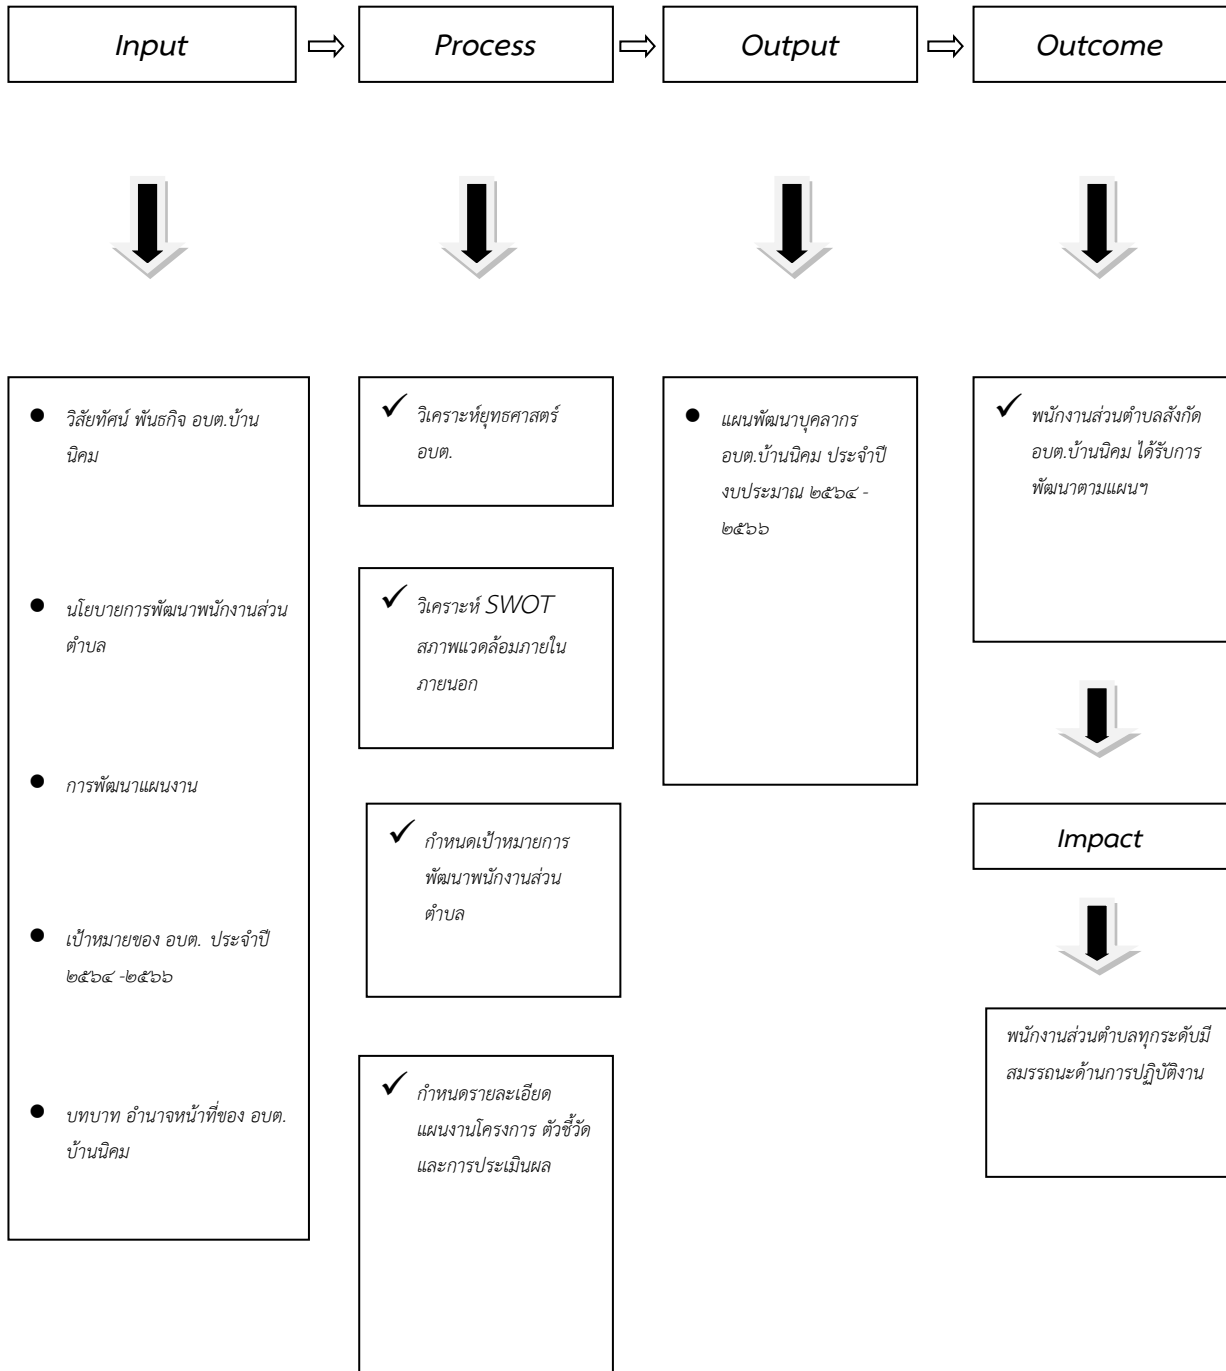 Input
Process
Output
Outcome
วิสัยทัศน์ พันธกิจ อบต.บ้าน
นิคม
นโยบายการพัฒนาพนักงานส่วน
ตำบล
การพัฒนาแผนงาน
เป้าหมายของ อบต. ประจำปี
๒๕๖๔ -๒๕๖๖
บทบาท อำนาจหน้าที่ของ อบต.
บ้านนิคม
วิเคราะห์ยุทธศาสตร์
อบต.
วิเคราะห์ SWOT
สภาพแวดล้อมภายใน
ภายนอก
กำหนดเป้าหมายการ
พัฒนาพนักงานส่วน
ตำบล
กำหนดรายละเอียด
แผนงานโครงการ ตัวชี้วัด
และการประเมินผล
แผนพัฒนาบุคลากร
อบต.บ้านนิคม ประจำปี
งบประมาณ ๒๕๖๔ -
๒๕๖๖
พนักงานส่วนตำบลสังกัด
อบต.บ้านนิคม ได้รับการ
พัฒนาตามแผนฯ
Impact
พนักงานส่วนตำบลทุกระดับมี
สมรรถนะด้านการปฏิบัติงาน